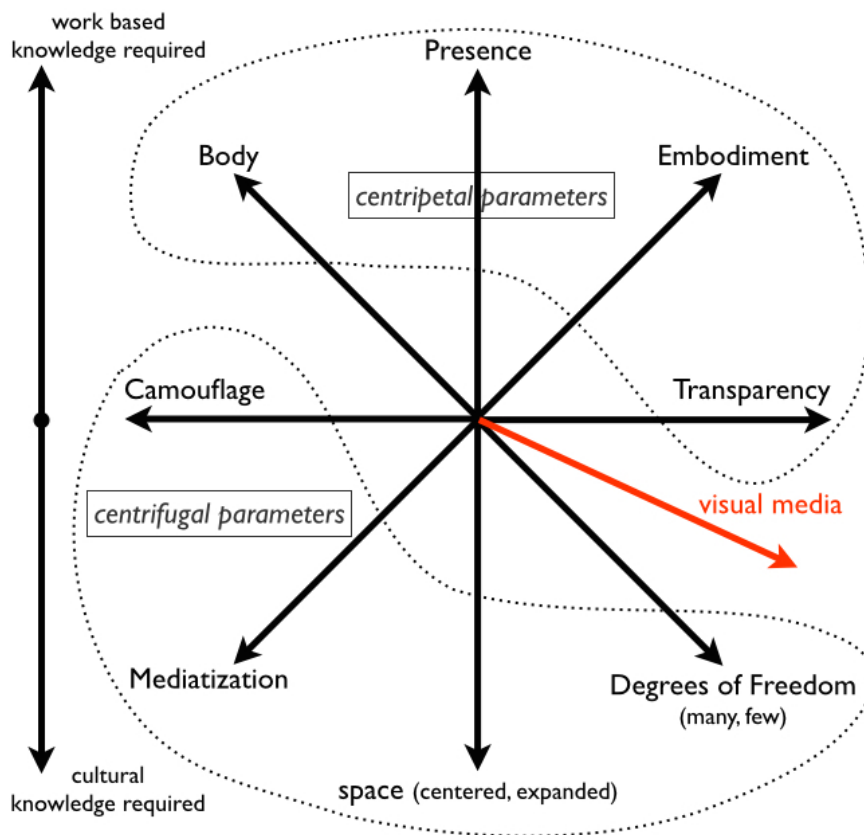 work based
knowledge required
Presence
Body
Embodiment
centripetal parameters
Camouflage
Transparency
centrifugal parameters
visual media
Mediatization
Degrees of Freedom
(many, few)
cultural
knowledge required
space (centered, expanded)